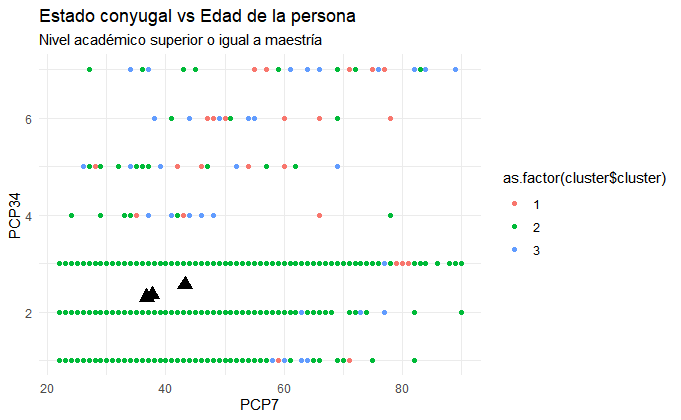 Estado conyugal vs Edad de la persona
Nivel académico superior o igual a maestría
6
4
2
PCP34
20
40
60
80
PCP7
as.factor(cluster$cluster)
1
2
3